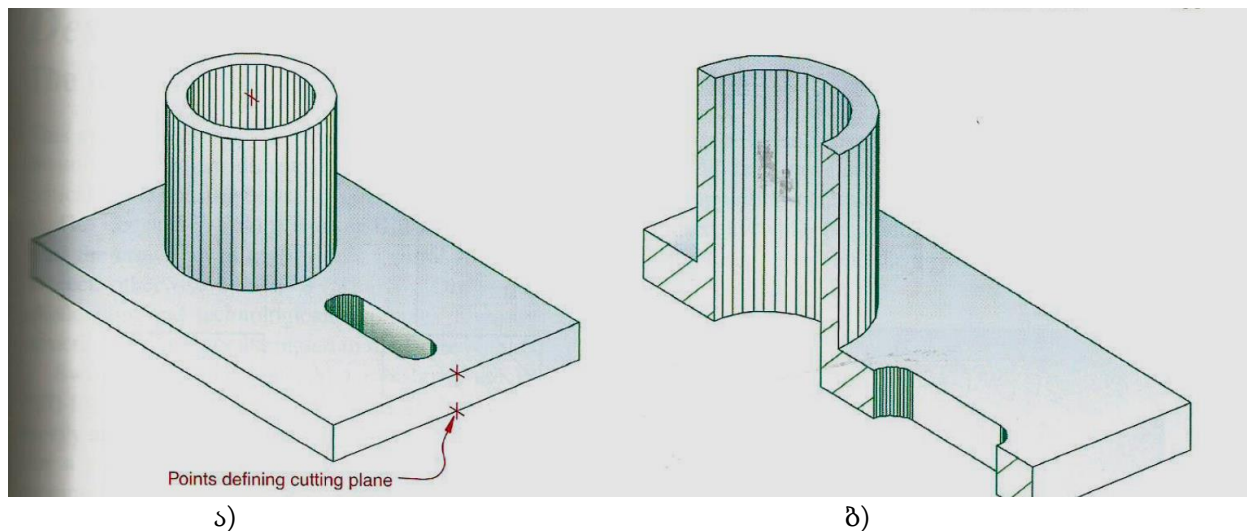 Points defining cutting plane
ა)
ბ)